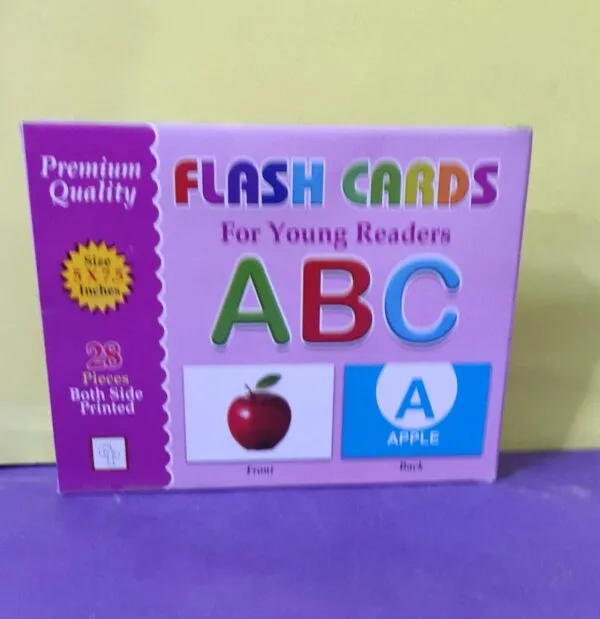 Premium
Quality
Size
5 X 7.5
Inches
28
Pieces
Both Side
Printed
FLASH CARDS
For Young Readers
ABC
A
APPLE
Front
Back